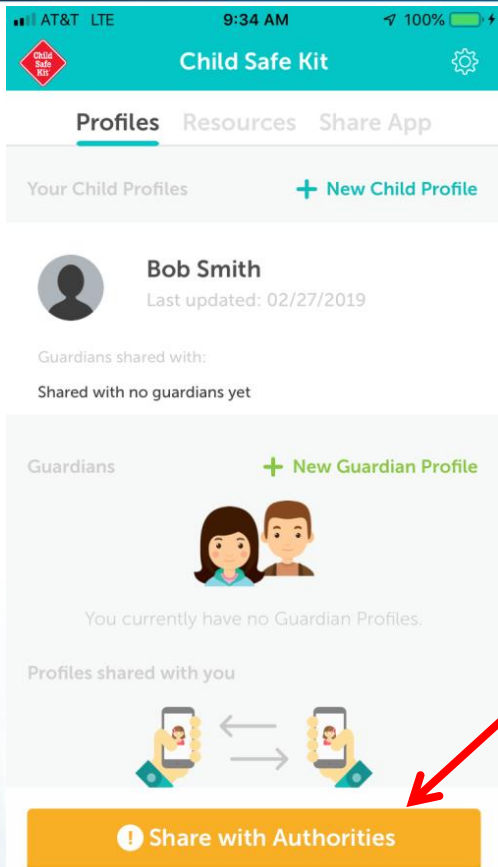 AT&T LTE 9:34 AM 100%
Child
Safe
Kit
Child Safe Kit
Profiles Resources Share App
Your Child Profiles + New Child Profile
Bob Smith
Last updated: 02/27/2019
Guardians shared with:
Shared with no guardians yet
Guardians + New Guardian Profile
You currently have no Guardian Profiles.
Profiles shared with you
! Share with Authorities